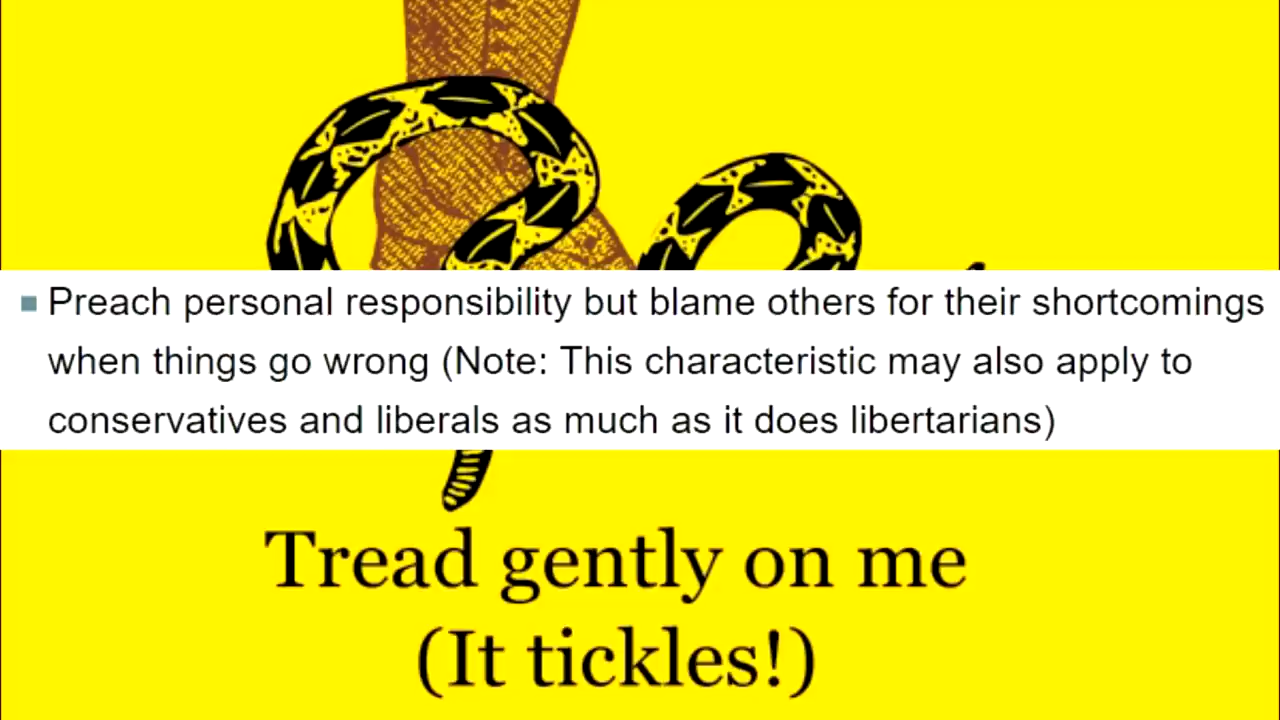 Preach personal responsibility but blame others for their shortcomings
when things go wrong (Note: This characteristic may also apply to
conservatives and liberals as much as it does libertarians)
Tread gently on me
(It tickles!)